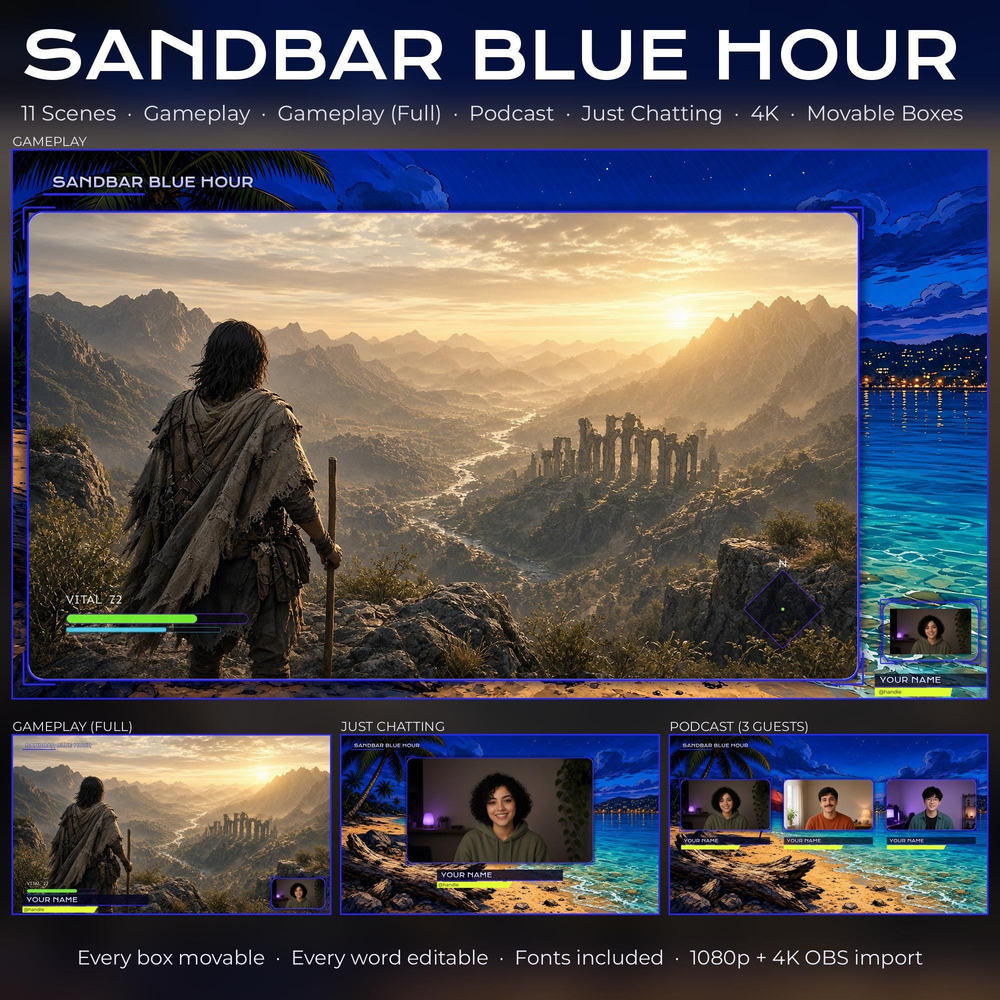 SANDBAR BLUE HOUR
11 Scenes · Gameplay · Gameplay (Full) · Podcast · Just Chatting · 4K · Movable Boxes
GAMEPLAY
SANDBAR BLUE HOUR
N
VITAL 72
YOUR NAME
@handle
GAMEPLAY (FULL)
JUST CHATTING
PODCAST (3 GUESTS)
SANDBAR BLUE HOUR
SANDBAR BLUE HOUR
SANDBAR BLUE HOUR
VITAL 72
YOUR NAME
@handle
YOUR NAME
@handle
YOUR NAME
YOUR NAME
YOUR NAME
Every box movable · Every word editable · Fonts included · 1080p + 4K OBS import